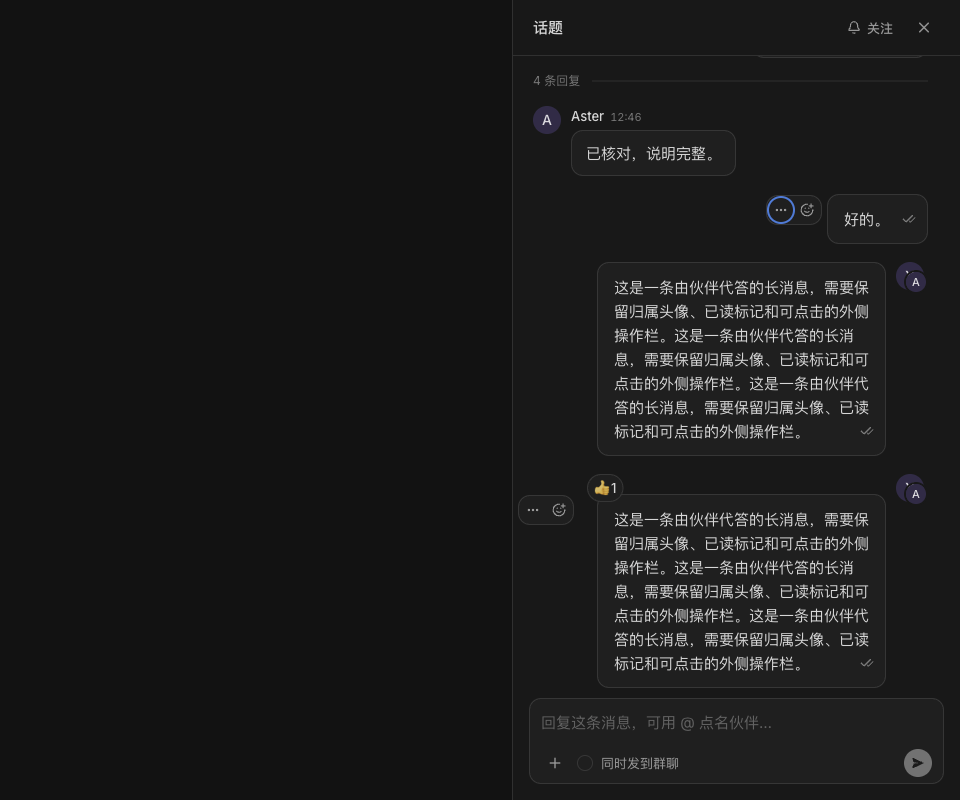 话题
关注
4 条回复
A
Aster 12:46
已核对，说明完整。
好的。
A
这是一条由伙伴代答的长消息，需要保
留归属头像、已读标记和可点击的外侧
操作栏。这是一条由伙伴代答的长消
息，需要保留归属头像、已读标记和可
点击的外侧操作栏。这是一条由伙伴代
答的长消息，需要保留归属头像、已读
标记和可点击的外侧操作栏。
👍1
A
这是一条由伙伴代答的长消息，需要保
留归属头像、已读标记和可点击的外侧
操作栏。这是一条由伙伴代答的长消
息，需要保留归属头像、已读标记和可
点击的外侧操作栏。这是一条由伙伴代
答的长消息，需要保留归属头像、已读
标记和可点击的外侧操作栏。
回复这条消息，可用 @ 点名伙伴...
同时发到群聊